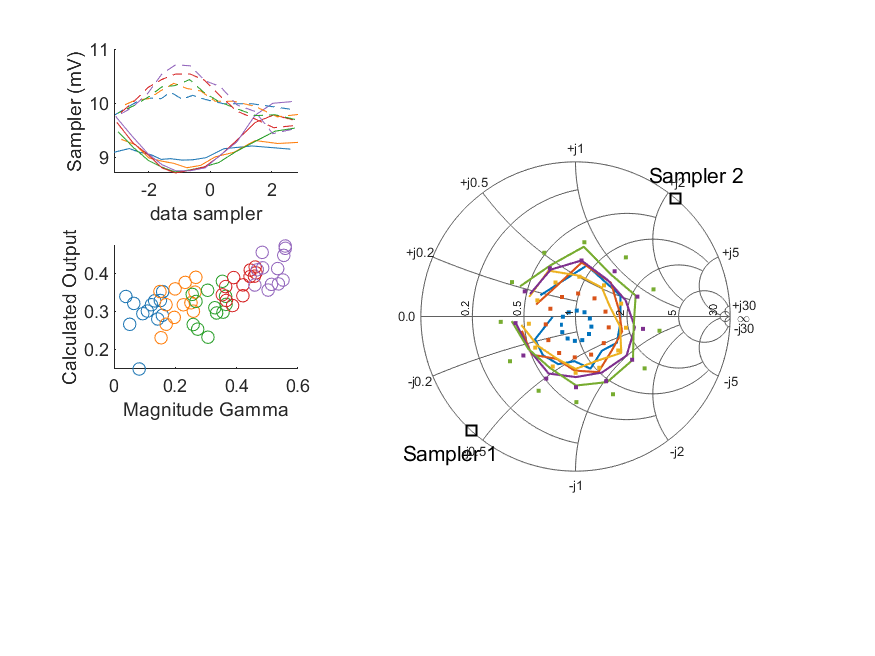 11
10
9
Sampler (mV)
-2
0
2
data sampler
0.4
0.3
0.2
Calculated Output
0
0.2
0.4
0.6
Magnitude Gamma
+j1
Sampler 2
+j2
+j0.5
+j0.2
+j5
0.0
0.2
0.5
1
2
5
30
+j30
∞
-j30
-j0.2
-j5
Sampler 1
-j0.5
-j2
-j1